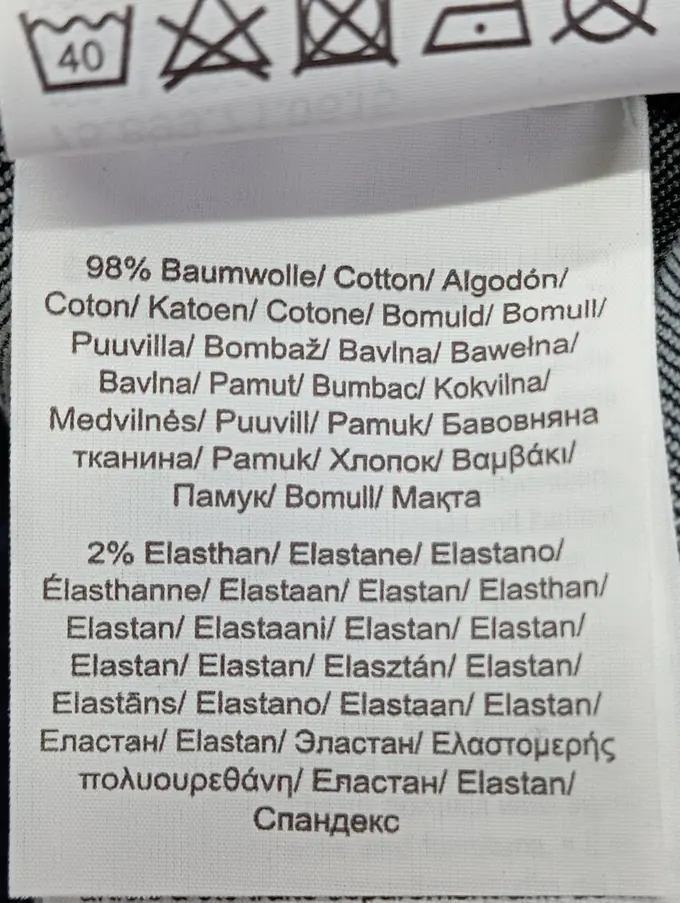 40
98% Baumwolle/ Cotton/ Algodón/
Coton/ Katoen/ Cotone/ Bomuld/ Bomull/
Puuvilla/ Bombaž/ Bavlna/ Bawełna/
Bavlna/ Pamut/ Bumbac/ Kokvilna/
Medvilnės/ Puuvill/ Pamuk/ Бавовняна
тканина/ Pamuk/ Хлопок/ Βαμβάκι/
Памук/ Bomull/ Мақта
2% Elasthan/ Elastane/ Elastano/
Élasthanne/ Elastaan/ Elastan/ Elasthan/
Elastan/ Elastaani/ Elastan/ Elastan/
Elastan/ Elastan/ Elasztán/ Elastan/
Elastāns/ Elastano/ Elastaan/ Elastan/
Еластан/ Elastan/ Эластан/ Ελαστομερής
πολυουρεθάνη/ Еластан/ Elastan/
Спандекс